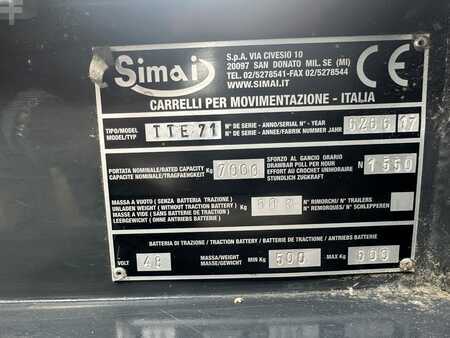 Simai
S.p.A. VIA CIVESIO 10
20097 SAN DONATO MIL. SE (MI)
TEL. 02/5278541-FAX 02/5278544
WWW.SIMAI.IT
CE
CARRELLI PER MOVIMENTAZIONE - ITALIA
TIPO/MODEL
MODELL/TYP
TTE 71
N° DE SERIE - ANNO/SERIAL N° - YEAR
N° DE SERIE - ANNEE/FABRIK NUMMER JAHR
6266 17
PORTATA NOMINALE/RATED CAPACITY
CAPACITE NOMINALE/TRAGFAEHIGKEIT
Kg 7000
SFORZO AL GANCIO ORARIO
DRAWBAR PULL PER HOUR
EFFORT AU CROCHET UNIHORAIRE
STUNDLICH ZUGKRAFT
N 1550
MASSA A VUOTO (SENZA BATTERIA TRAZIONE)
UNLADEN WEIGHT (WITHOUT TRACTION BATTERY)
MASSE A VIDE (SANS BATTERIE DE TRACTION)
LEERGEWICHT (OHNE ANTRIEBS BATTERIE)
Kg
N° RIMORCHI/ N° TRAILERS
N° REMORQUES/ N° SCHLEPPEREN
BATTERIA DI TRAZIONE / TRACTION BATTERY / BATTERIE DE TRACTION / ANTRIEBS BATTERIE
VOLT 48
MASSA/WEIGHT
MASSE/GEWICHT
MIN Kg 500
MAX Kg 600